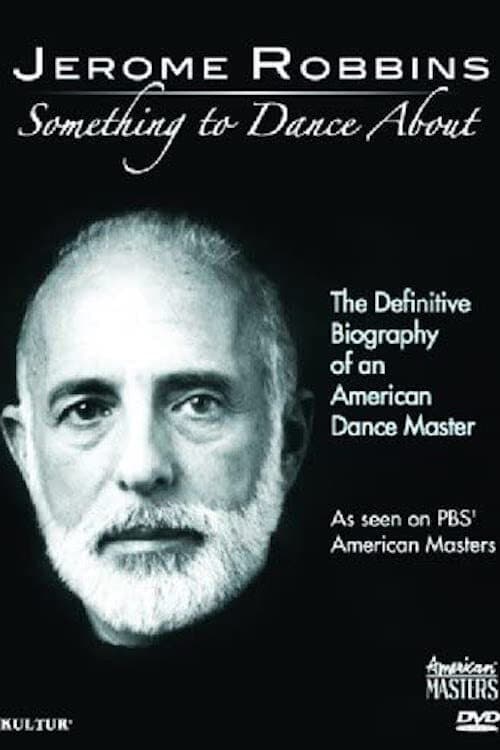 JEROME ROBBINS
Something to Dance About
The Definitive
Biography
of an
American
Dance Master
As seen on PBS'
American Masters
American
MASTERS
KULTUR
DVD